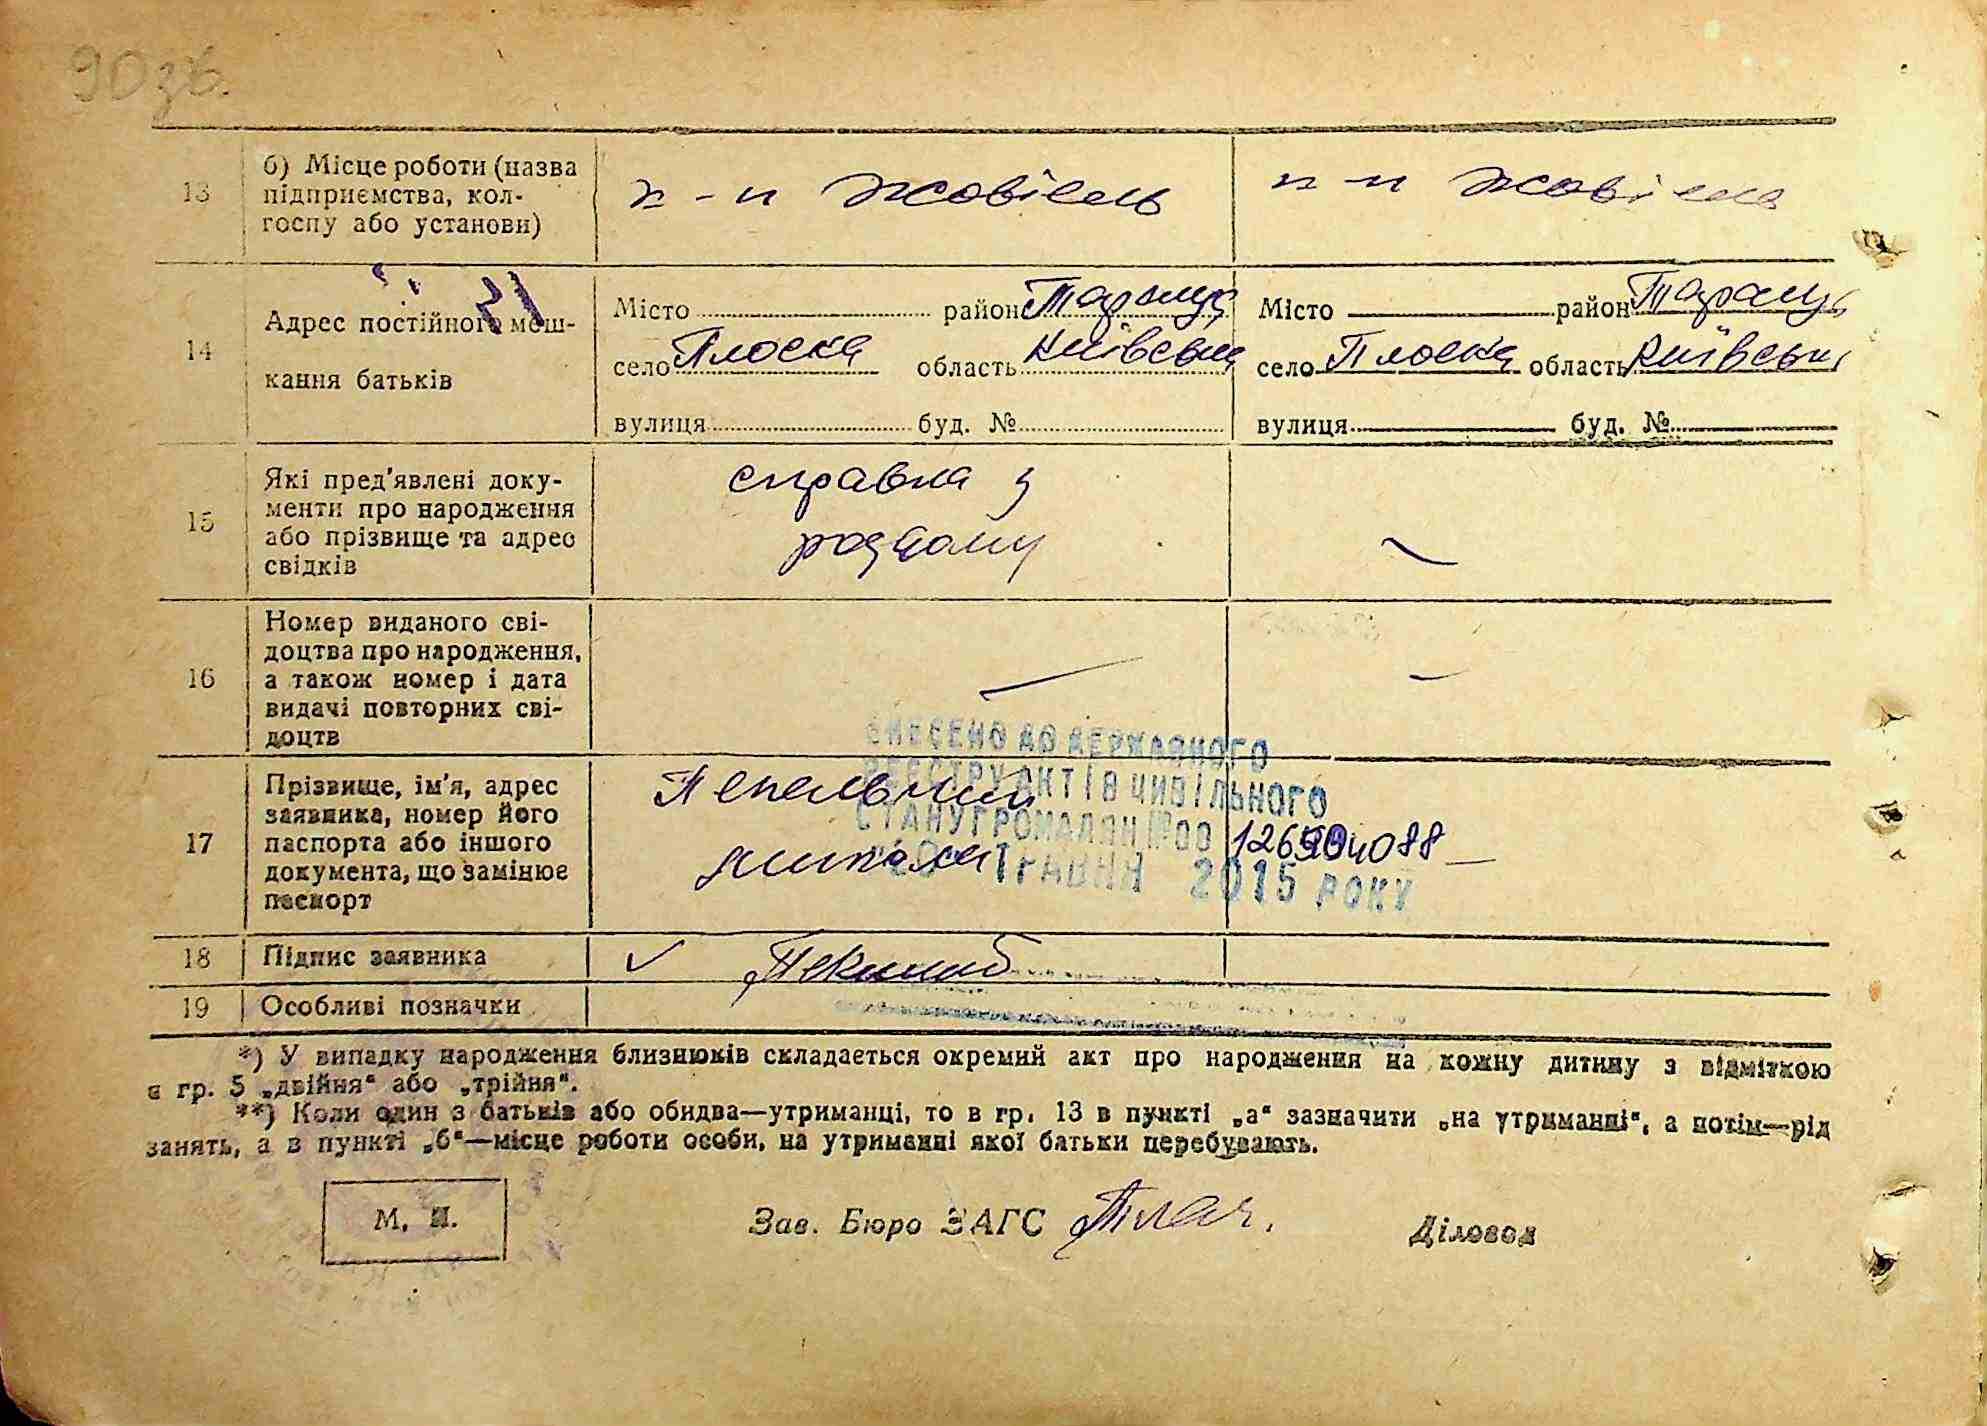 90 зв.
13
б) Місце роботи (назва
підприємства, кол-
госпу або установи)
к-п Жовтень
к-п Жовтень
14
Адрес постійного меш-
кання батьків
Місто район
село Плоска область Київська
вулиця буд. №
Місто район
село Плоска область Київськ
вулиця буд. №
15
Які пред'явлені доку-
менти про народження
або прізвище та адрес
свідків
справка з
роддому
16
Номер виданого сві-
доцтва про народження,
а також номер і дата
видачі повторних сві-
доцтв
17
Прізвище, ім'я, адрес
заявника, номер його
паспорта або іншого
документа, що замінює
паспорт
ВНЕСЕНО ДО ДЕРЖАВНОГО
РЕЄСТРУ АКТІВ ЦИВІЛЬНОГО
СТАНУ ГРОМАДЯН №00
ТРАВНЯ 2015 РОКУ
18
Підпис заявника
19
Особливі позначки
*) У випадку народження близнюків складається окремий акт про народження на кожну дитину з відміткою
в гр. 5 „двійня“ або „трійня“.
**) Коли один з батьків або обидва—утриманці, то в гр. 13 в пункті „а“ зазначити „на утриманні“, а потім—рід
занять, а в пункті „б“—місце роботи особи, на утриманні якої батьки перебувають.
М. П.
Зав. Бюро ЗАГС
Діловод